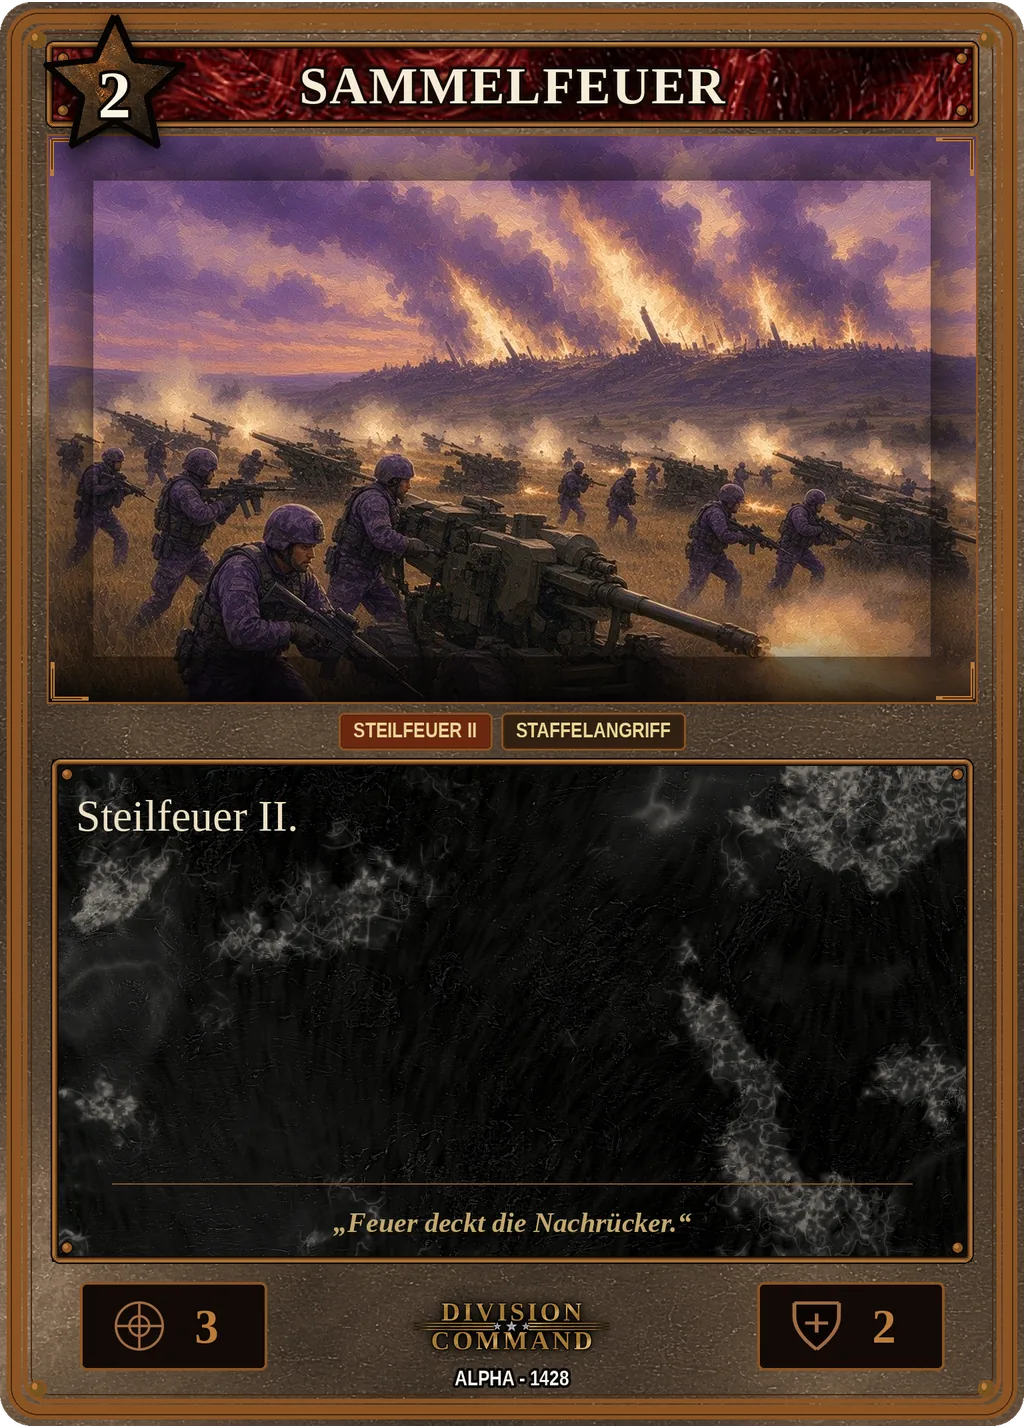 2
SAMMELFEUER
STEILFEUER II
STAFFELANGRIFF
Steilfeuer II.
„Feuer deckt die Nachrücker.“
3
DIVISION
COMMAND
2
ALPHA - 1428